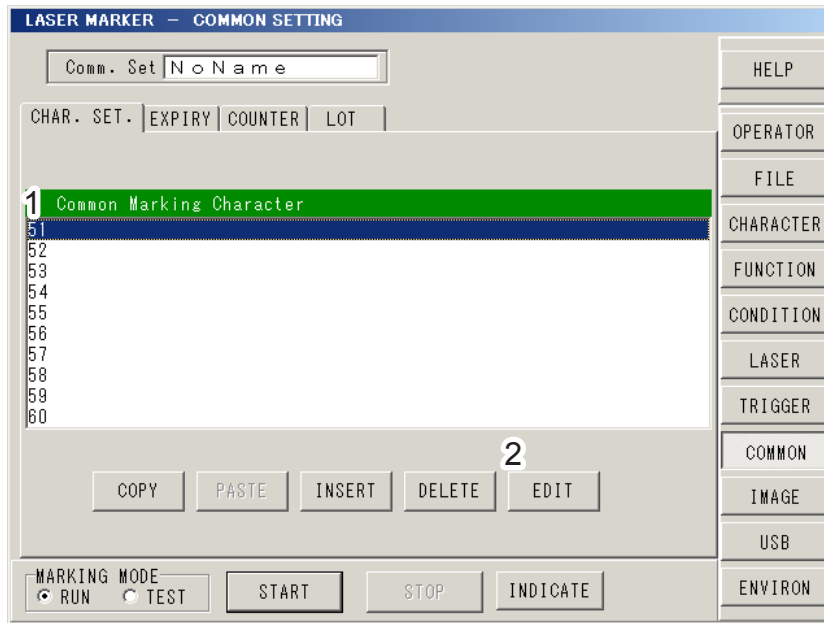 LASER MARKER － COMMON SETTING
Comm. Set NoName
CHAR. SET. EXPIRY COUNTER LOT
1 Common Marking Character
51
52
53
54
55
56
57
58
59
60
2
COPY PASTE INSERT DELETE EDIT
MARKING MODE
RUN TEST START STOP INDICATE
HELP
OPERATOR
FILE
CHARACTER
FUNCTION
CONDITION
LASER
TRIGGER
COMMON
IMAGE
USB
ENVIRON